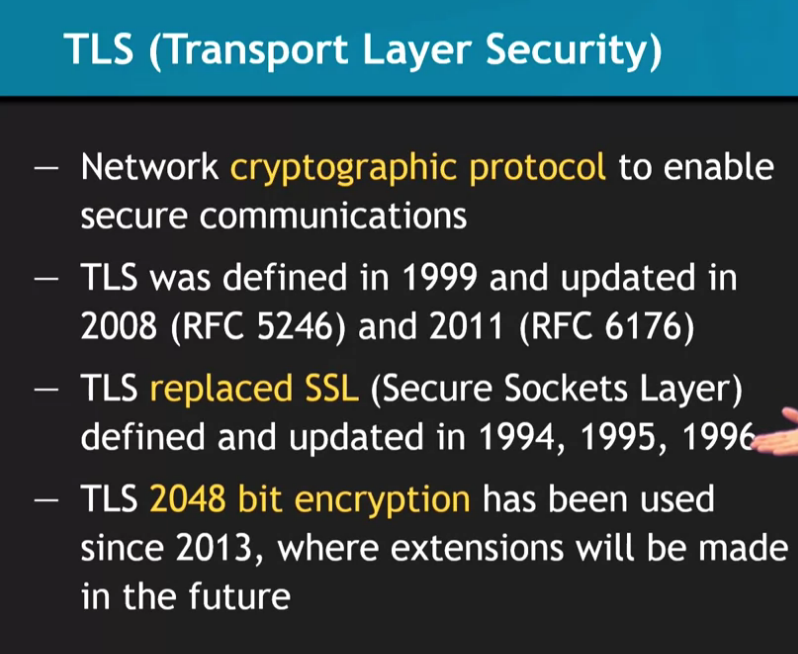 TLS (Transport Layer Security)
— Network cryptographic protocol to enable
secure communications
— TLS was defined in 1999 and updated in
2008 (RFC 5246) and 2011 (RFC 6176)
— TLS replaced SSL (Secure Sockets Layer)
defined and updated in 1994, 1995, 1996
— TLS 2048 bit encryption has been used
since 2013, where extensions will be made
in the future